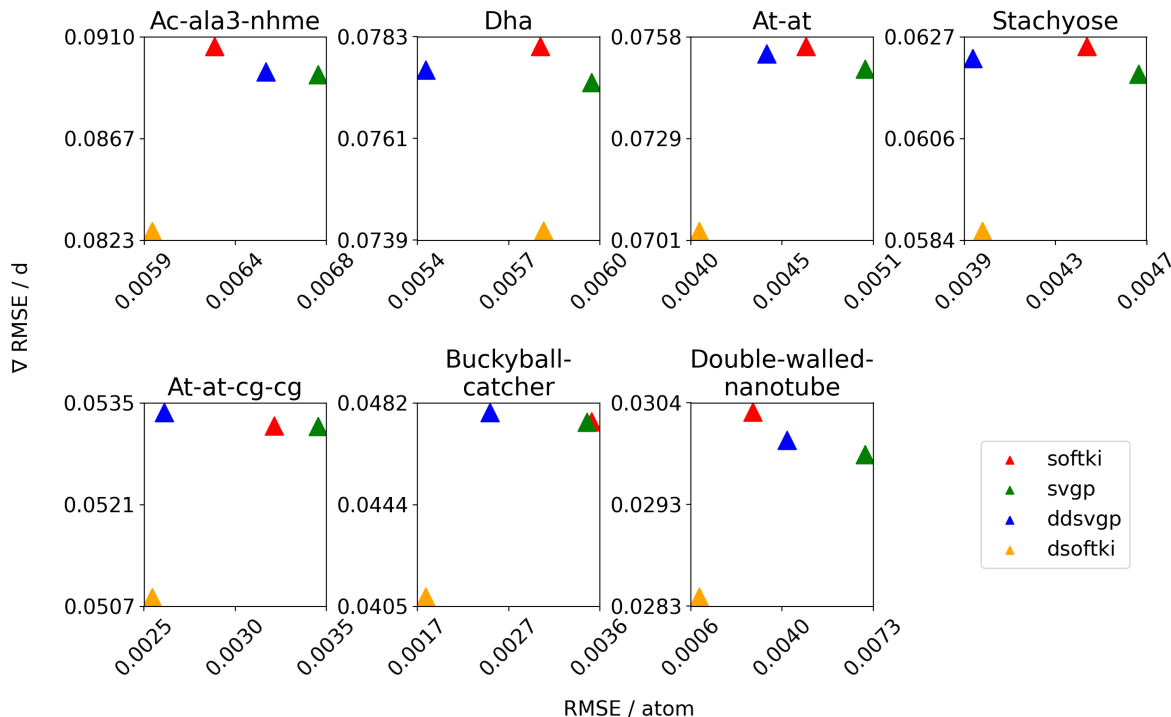 Ac-ala3-nhme
Dha
At-at
Stachyose
0.0910
0.0867
0.0823
0.0059
0.0064
0.0068
0.0783
0.0761
0.0739
0.0054
0.0057
0.0060
0.0758
0.0729
0.0701
0.0040
0.0045
0.0051
0.0627
0.0606
0.0584
0.0039
0.0043
0.0047
∇ RMSE / d
At-at-cg-cg
Buckyball-
catcher
Double-walled-
nanotube
0.0535
0.0521
0.0507
0.0025
0.0030
0.0035
0.0482
0.0444
0.0405
0.0017
0.0027
0.0036
0.0304
0.0293
0.0283
0.0006
0.0040
0.0073
softki
svgp
ddsvgp
dsoftki
RMSE / atom